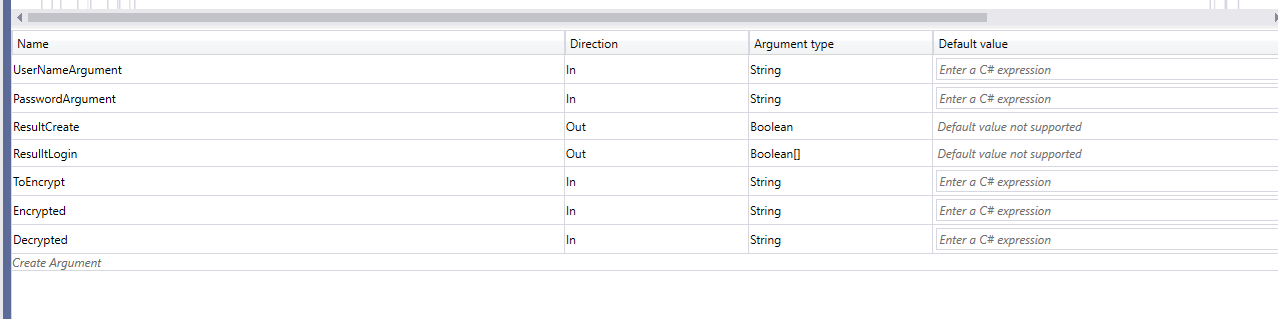 Name Direction Argument type Default value
UserNameArgument In String Enter a C# expression
PasswordArgument In String Enter a C# expression
ResultCreate Out Boolean Default value not supported
ResulltLogin Out Boolean[] Default value not supported
ToEncrypt In String Enter a C# expression
Encrypted In String Enter a C# expression
Decrypted In String Enter a C# expression
Create Argument